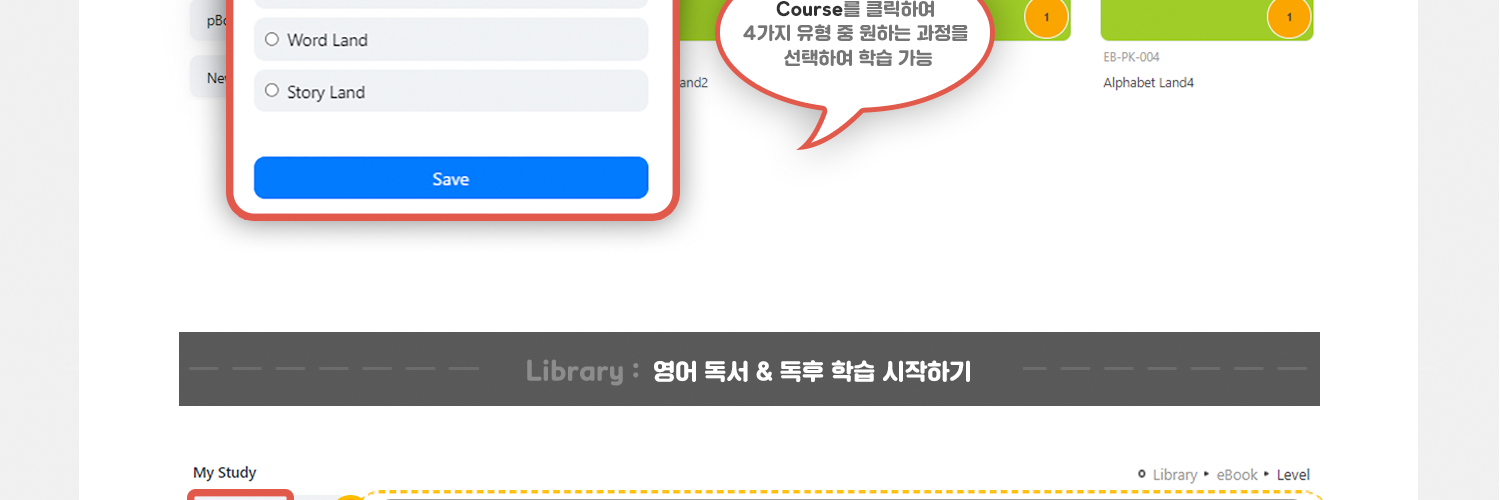 Course를 클릭하여
4가지 유형 중 원하는 과정을
선택하여 학습 가능
1
1
Word Land
Story Land
Save
EB-PK-004
Alphabet Land4
Library : 영어 독서 & 독후 학습 시작하기
My Study
Library ▸ eBook ▸ Level